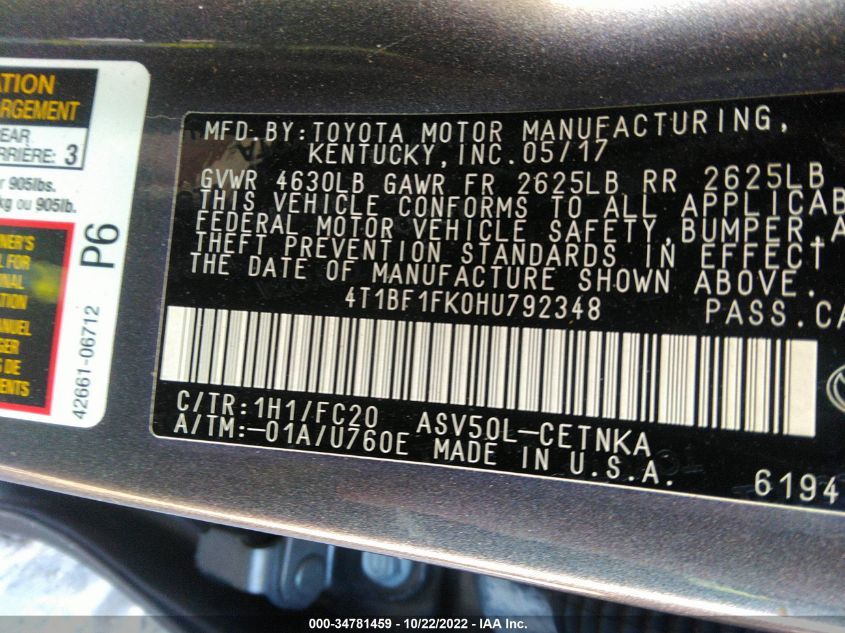 ATION
ARGEMENT
REAR
ARRIÈRE: 3
905lbs.
kg ou 905lb.
P6
42661-06712
MFD. BY: TOYOTA MOTOR MANUFACTURING,
KENTUCKY, INC. 05/17
GVWR 4630LB GAWR FR 2625LB RR 2625LB
THIS VEHICLE CONFORMS TO ALL APPLICAB
FEDERAL MOTOR VEHICLE SAFETY, BUMPER, A
THEFT PREVENTION STANDARDS IN EFFECT
THE DATE OF MANUFACTURE SHOWN ABOVE.
4T1BF1FK0HU792348 PASS.CA
C/TR:1H1/FC20 ASV50L-CETNKA
A/TM:-01A/U760E MADE IN U.S.A.
6194
000-34781459 - 10/22/2022 - IAA Inc.